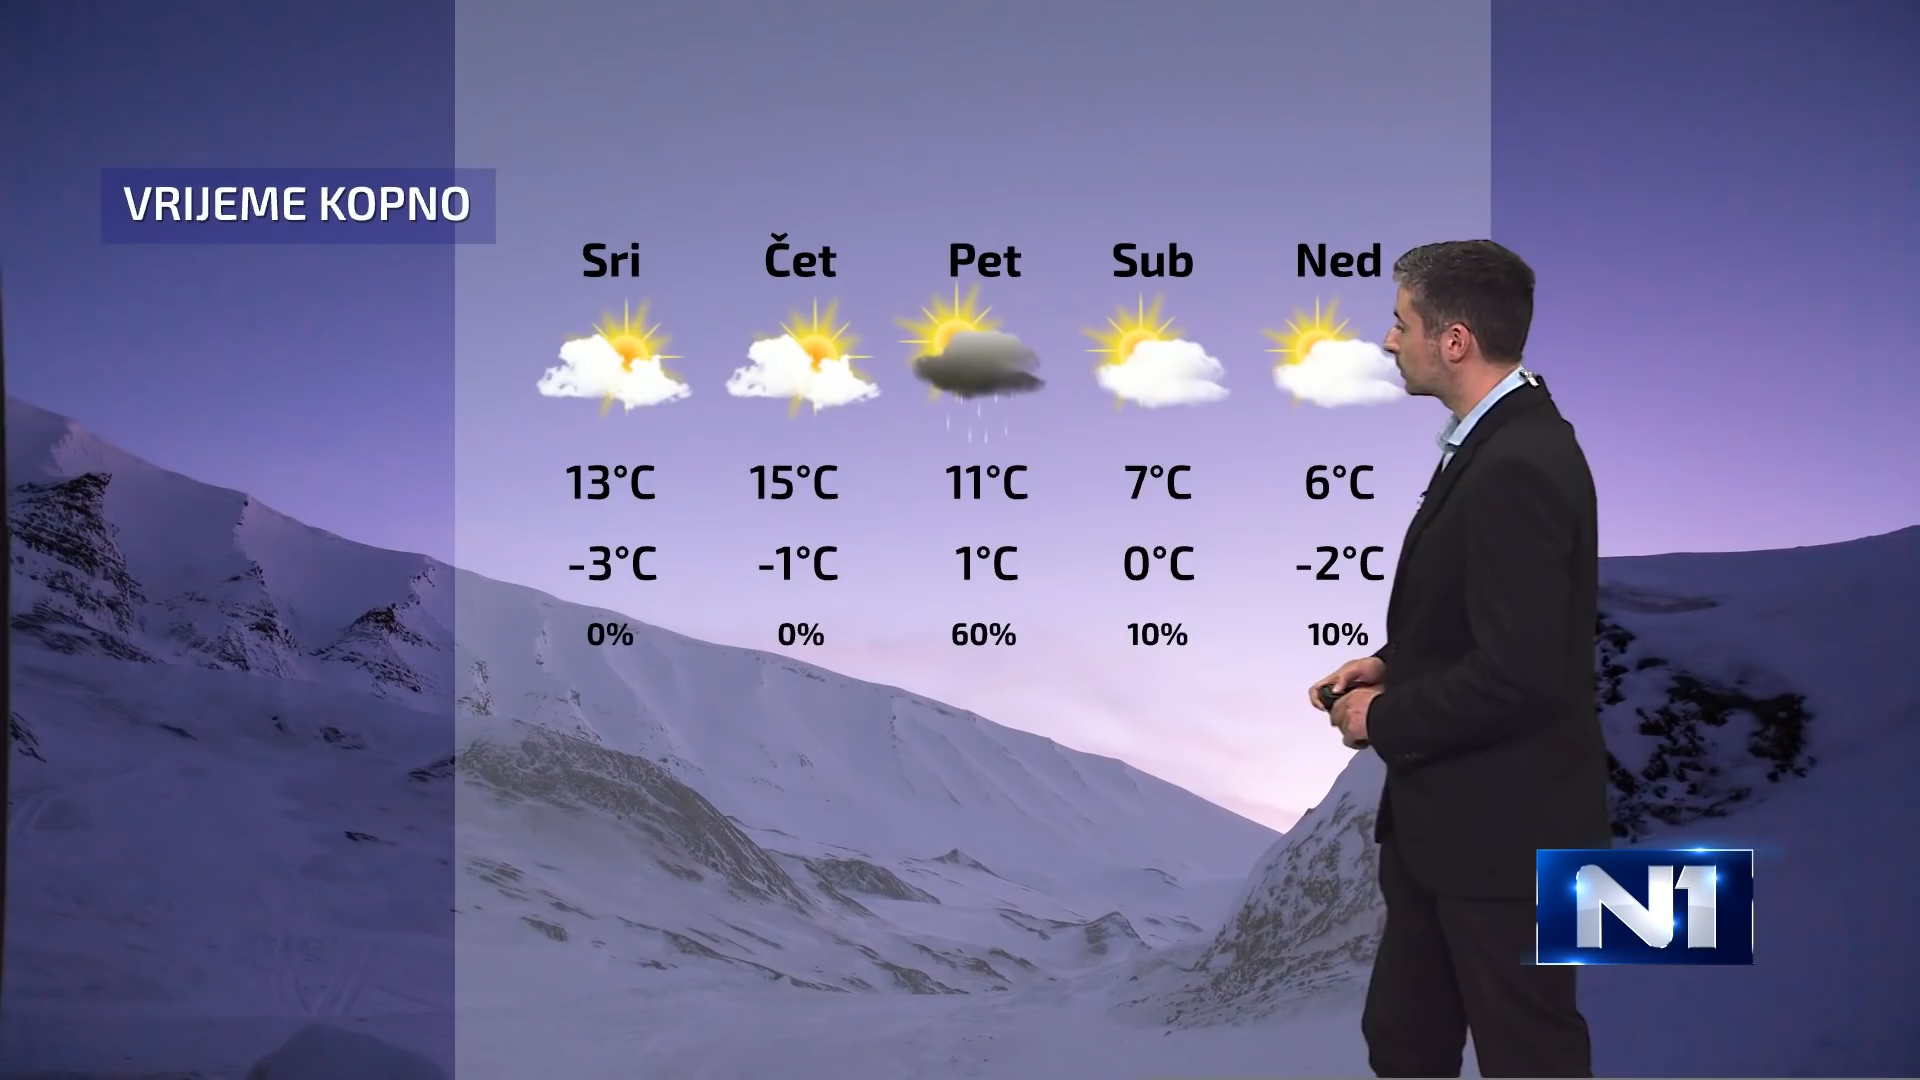 VRIJEME KOPNO
Sri Čet Pet Sub Ned
13°C 15°C 11°C 7°C 6°C
-3°C -1°C 1°C 0°C -2°C
0% 0% 60% 10% 10%
N1